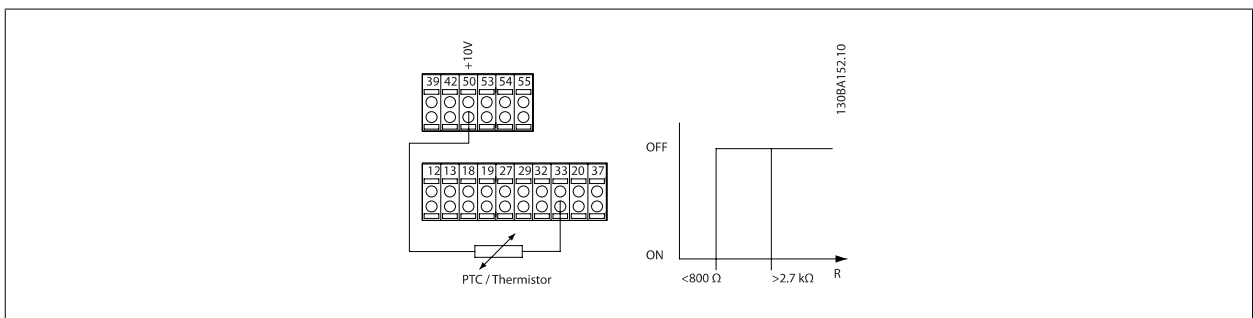 +10V
130BA152.10
39 42 50 53 54 55
OFF
12 13 18 19 27 29 32 33 20 37
ON
<800 Ω >2.7 kΩ R
PTC / Thermistor